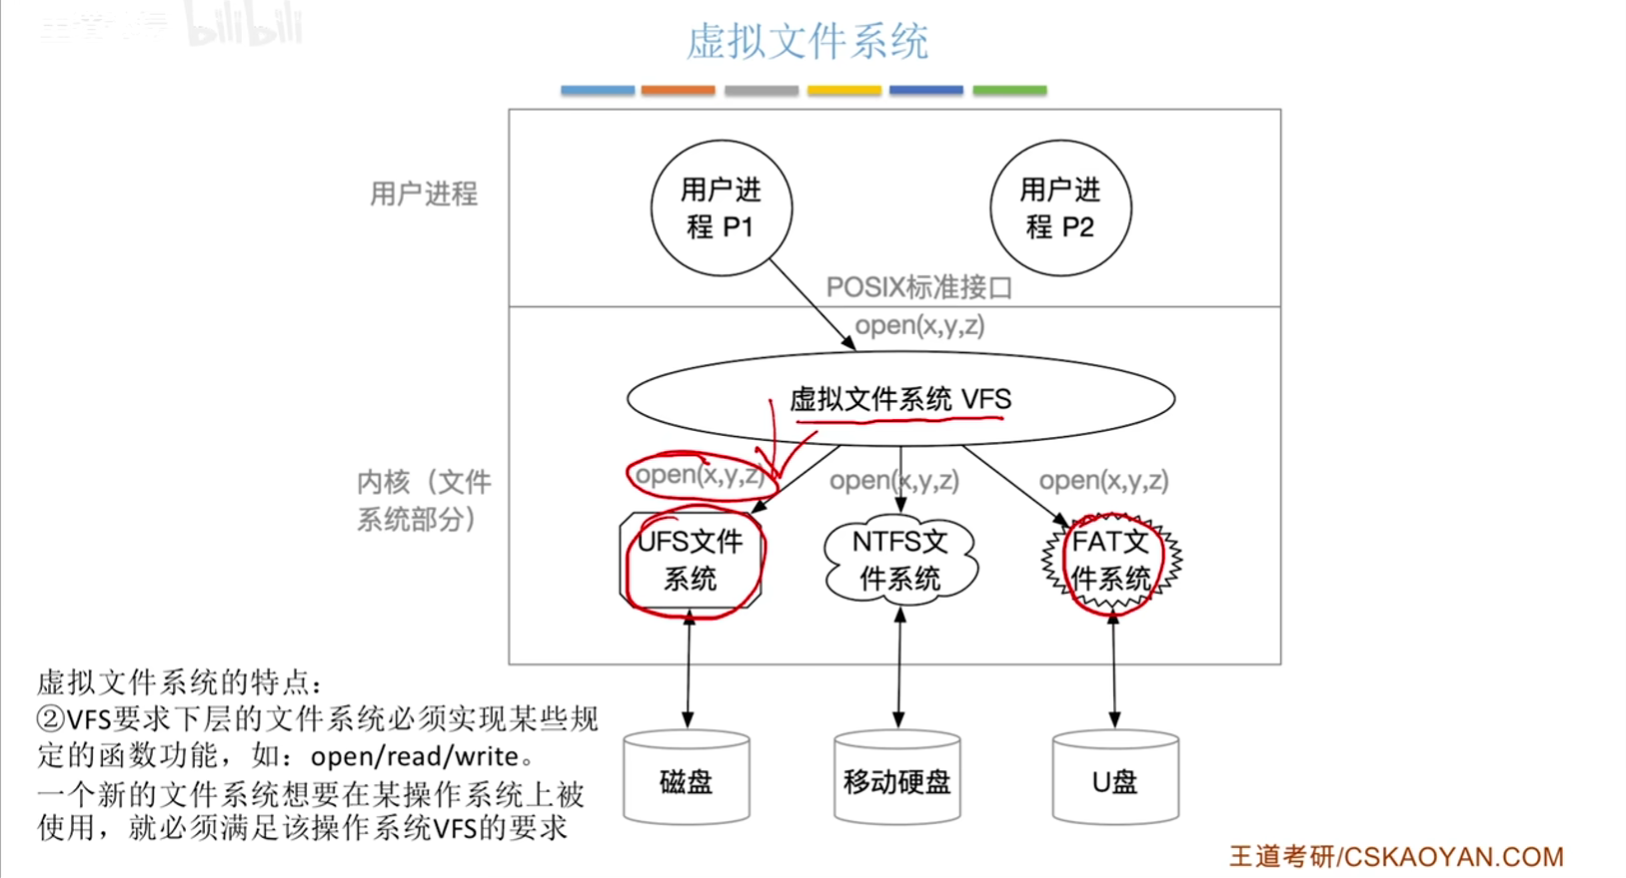 bilibili
虚拟文件系统
用户进程
用户进
程 P1
用户进
程 P2
POSIX标准接口
open(x,y,z)
虚拟文件系统 VFS
内核（文件
系统部分）
open(x,y,z)
open(x,y,z)
open(x,y,z)
UFS文件
系统
NTFS文
件系统
FAT文
件系统
磁盘
移动硬盘
U盘
虚拟文件系统的特点：
②VFS要求下层的文件系统必须实现某些规
定的函数功能，如：open/read/write。
一个新的文件系统想要在某操作系统上被
使用，就必须满足该操作系统VFS的要求
王道考研/CSKAOYAN.COM